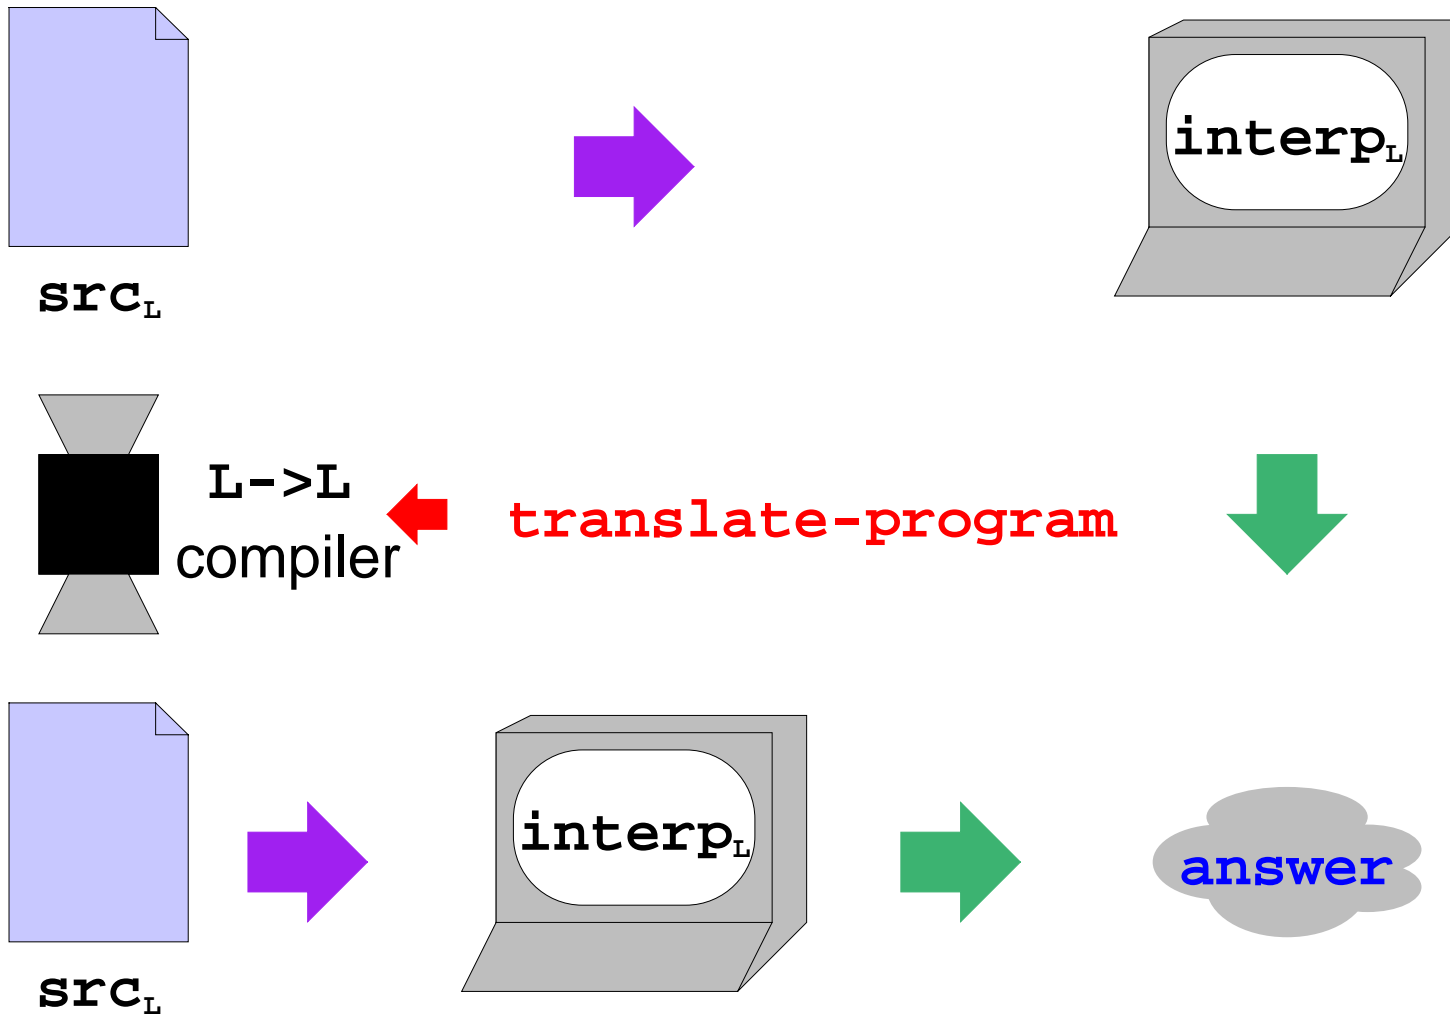 interp_L
src_L
L->L
compiler
translate-program
interp_L
answer
src_L